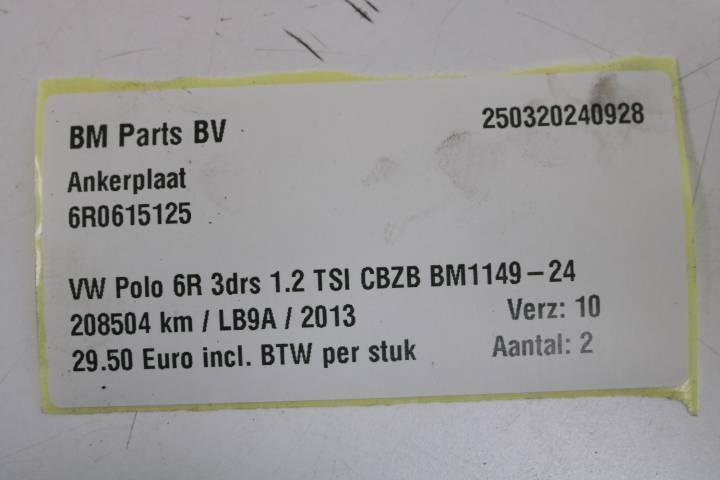 BM Parts BV 250320240928
Ankerplaat
6R0615125
VW Polo 6R 3drs 1.2 TSI CBZB BM1149-24
208504 km / LB9A / 2013 Verz: 10
29.50 Euro incl. BTW per stuk Aantal: 2